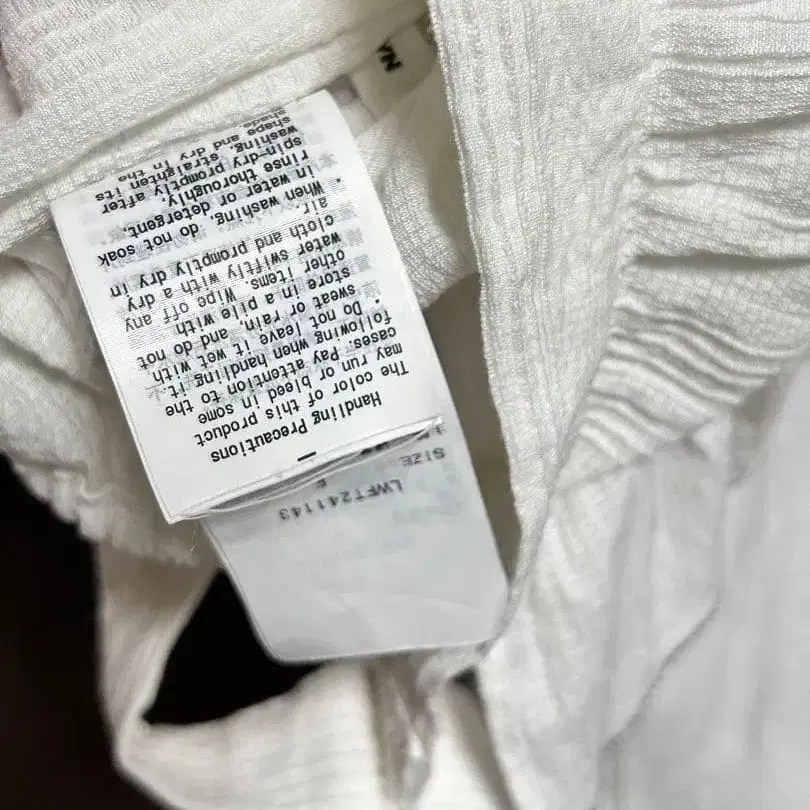 Handling Precautions
The color of this product
may run or bleed in some
cases. Pay attention to the
following when handling it.
• Do not leave it wet with
sweat or rain, and do not
store in a pile with
other items. Wipe off any
water swiftly with a dry
cloth and promptly dry in
air.
• When washing, do not soak
in water or detergent,
rinse thoroughly,
spin-dry promptly after
washing, straighten its
shape and dry in the
shade
SIZE F
LWFT241143